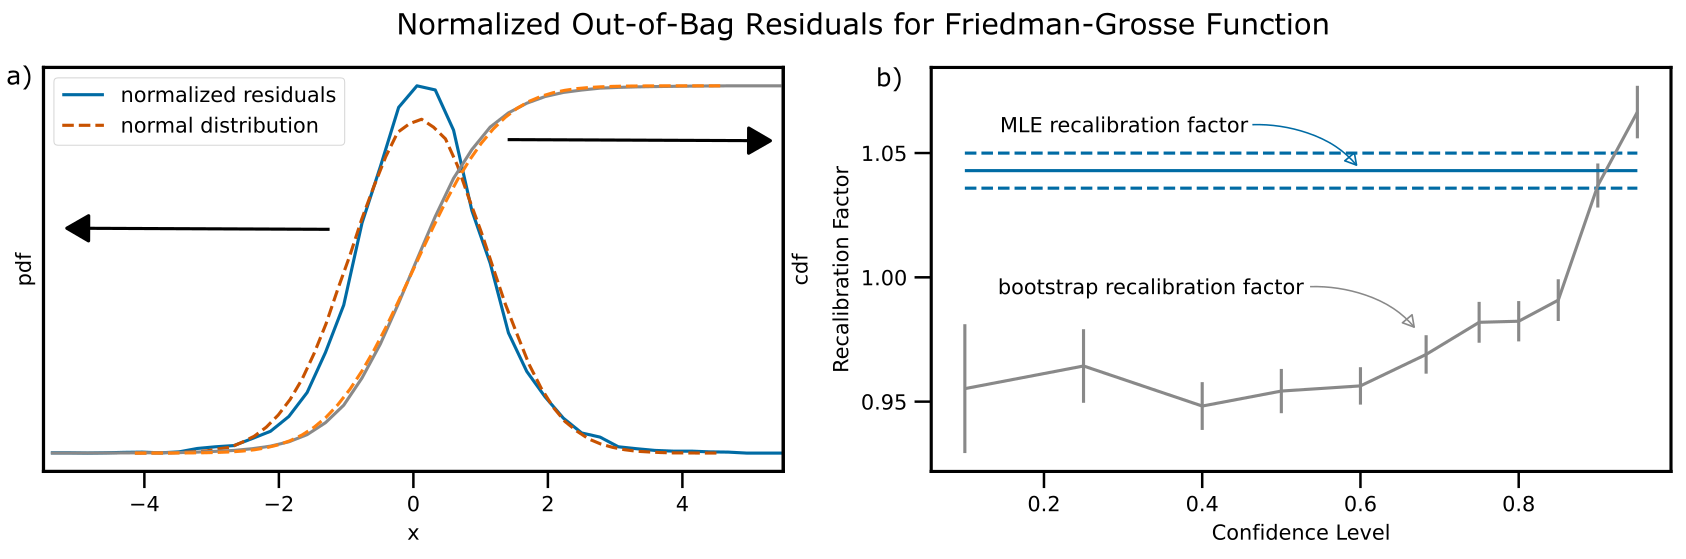 Normalized Out-of-Bag Residuals for Friedman-Grosse Function
a)
normalized residuals
normal distribution
pdf
cdf
−4
−2
0
2
4
x
b)
MLE recalibration factor
bootstrap recalibration factor
Recalibration Factor
1.05
1.00
0.95
0.2
0.4
0.6
0.8
Confidence Level